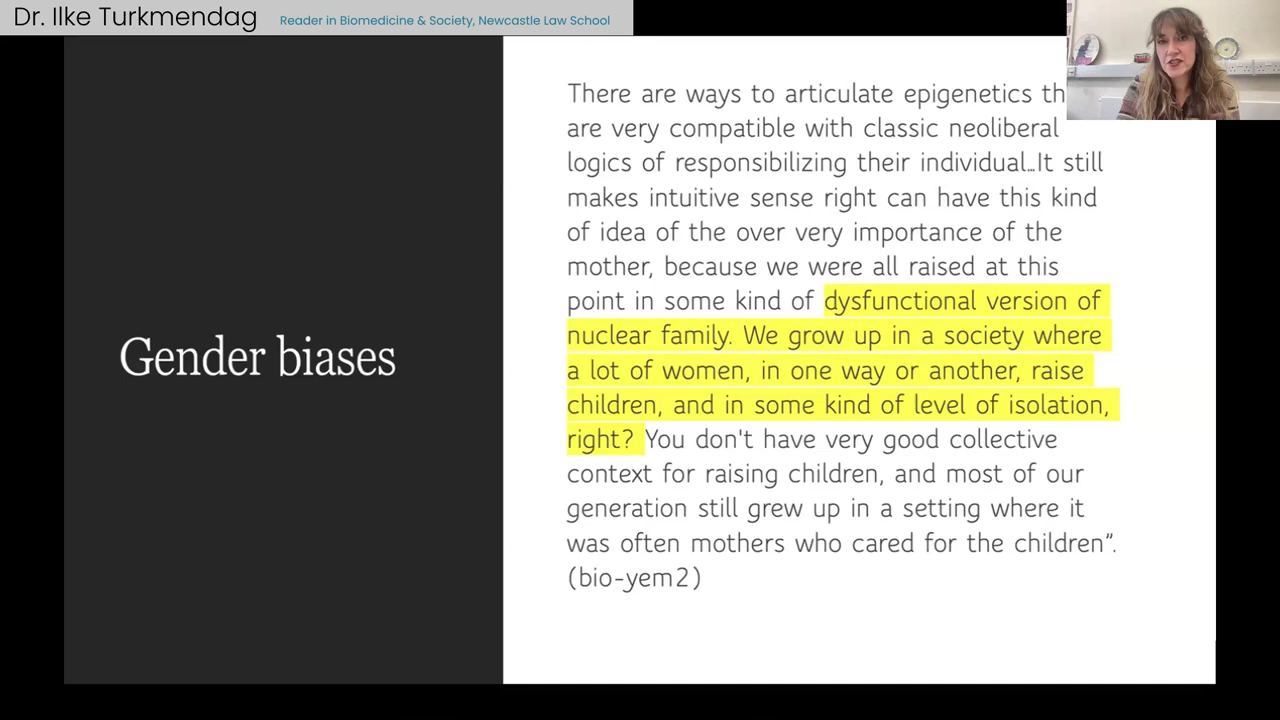 Dr. Ilke Turkmendag Reader in Biomedicine & Society, Newcastle Law School
Gender biases
There are ways to articulate epigenetics th
are very compatible with classic neoliberal
logics of responsibilizing their individual…It still
makes intuitive sense right can have this kind
of idea of the over very importance of the
mother, because we were all raised at this
point in some kind of dysfunctional version of
nuclear family. We grow up in a society where
a lot of women, in one way or another, raise
children, and in some kind of level of isolation,
right? You don't have very good collective
context for raising children, and most of our
generation still grew up in a setting where it
was often mothers who cared for the children”.
(bio-yem2)